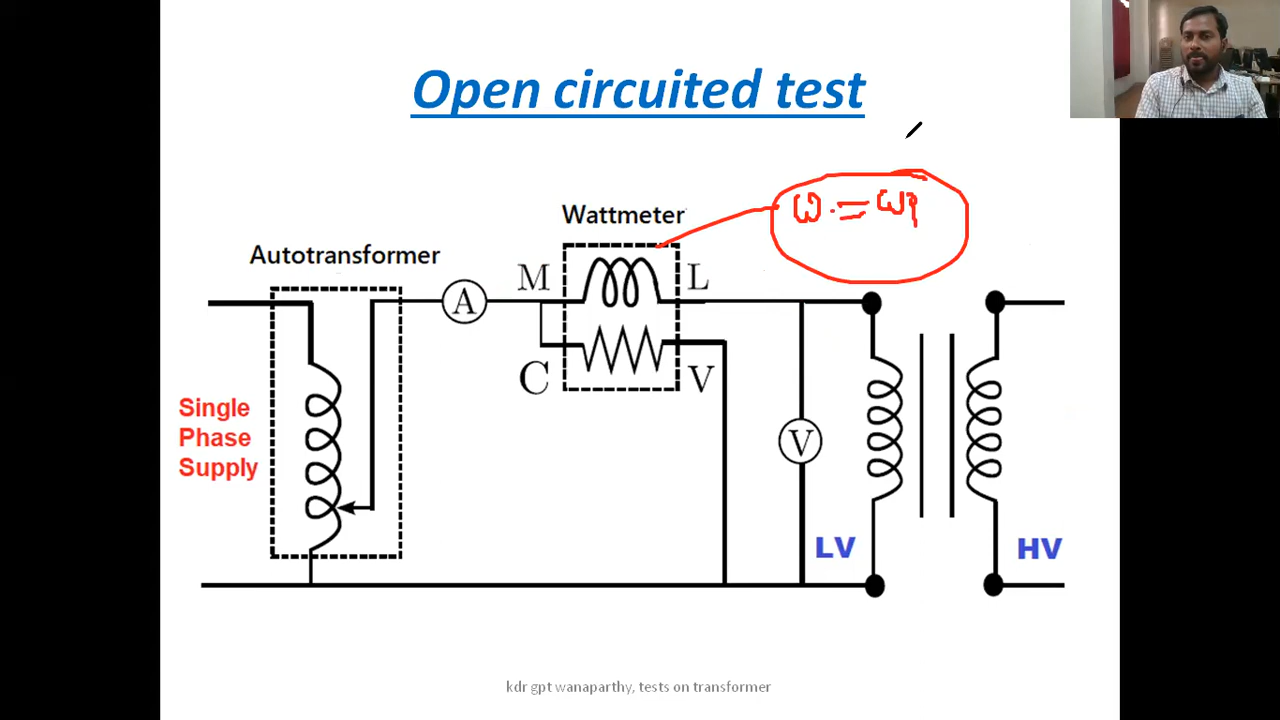 Open circuited test
W = Wi
Wattmeter
Autotransformer
M
L
A
C
V
V
Single
Phase
Supply
LV
HV
kdr gpt wanaparthy, tests on transformer